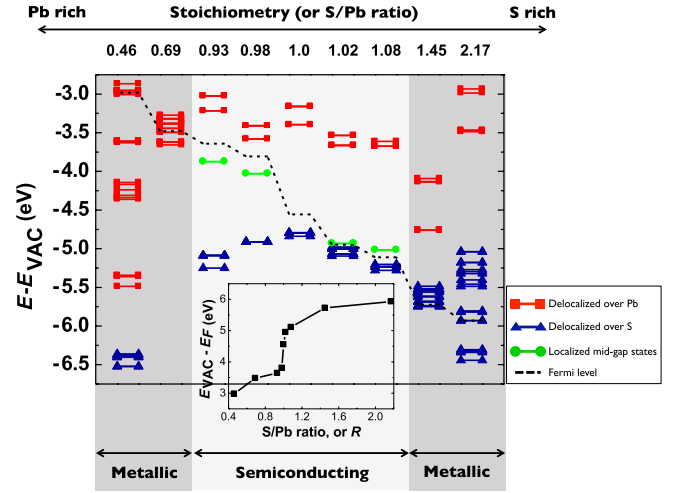 Pb rich Stoichiometry (or S/Pb ratio) S rich
0.46 0.69 0.93 0.98 1.0 1.02 1.08 1.45 2.17
-3.0
-3.5
-4.0
-4.5
-5.0
-5.5
-6.0
-6.5
E-EVAC (eV)
Delocalized over Pb
Delocalized over S
Localized mid-gap states
Fermi level
EVAC - EF (eV)
6
5
4
3
0.4 0.8 1.2 1.6 2.0
S/Pb ratio, or R
Metallic Semiconducting Metallic